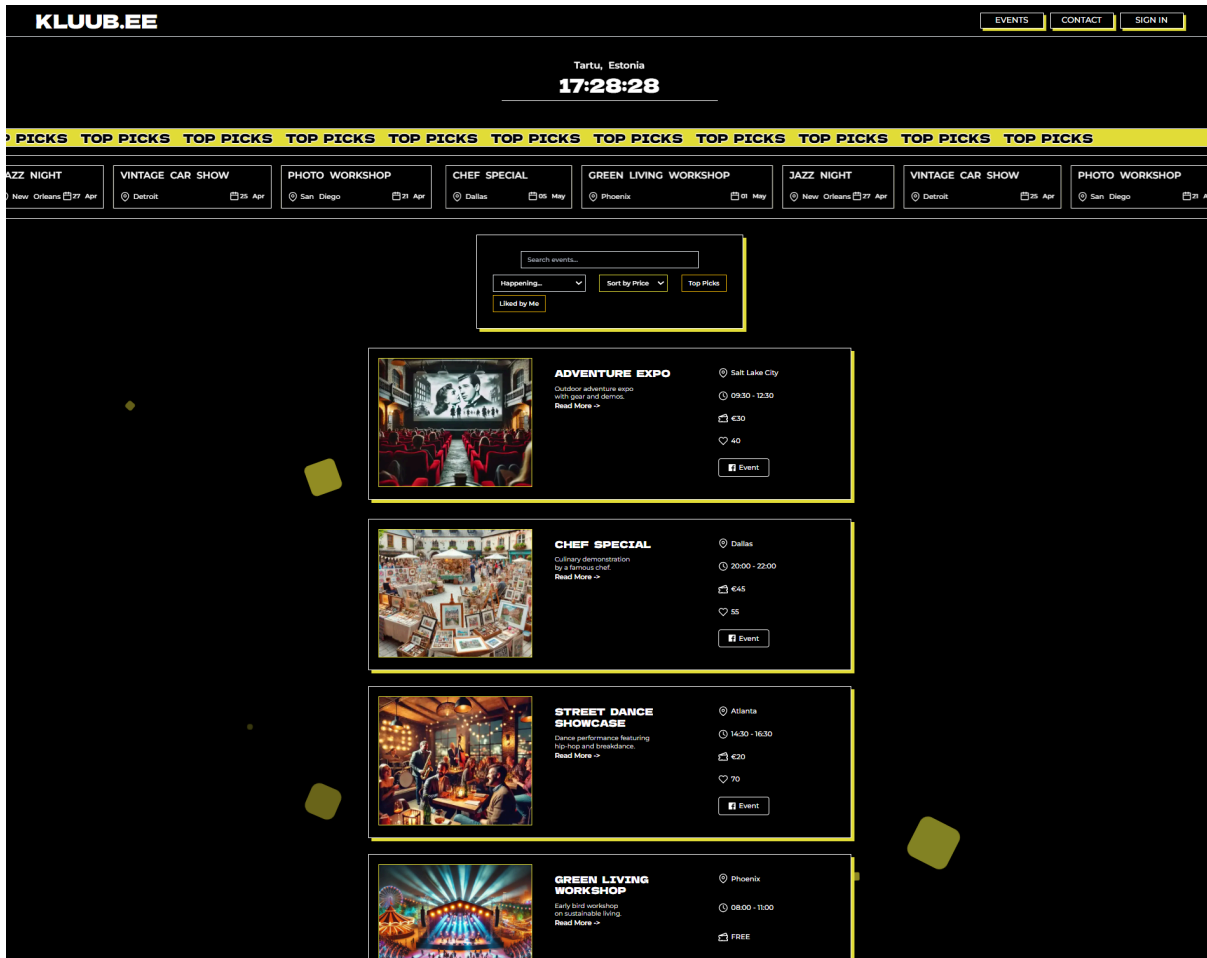 KLUUB.EE
EVENTS CONTACT SIGN IN
Tartu, Estonia
17:28:28
PICKS TOP PICKS TOP PICKS TOP PICKS TOP PICKS TOP PICKS TOP PICKS TOP PICKS TOP PICKS TOP PICKS TOP PICKS
AZZ NIGHT VINTAGE CAR SHOW PHOTO WORKSHOP CHEF SPECIAL GREEN LIVING WORKSHOP JAZZ NIGHT VINTAGE CAR SHOW PHOTO WORKSHOP
New Orleans 27 Apr Detroit 25 Apr San Diego 21 Apr Dallas 05 May Phoenix 01 May New Orleans 27 Apr Detroit 25 Apr San Diego 21 A
Search events...
Happening... Sort by Price Top Picks
Liked by Me
ADVENTURE EXPO
Outdoor adventure expo
with gear and demos.
Read More ->
Salt Lake City
09:30 - 12:30
€30
40
Event
CHEF SPECIAL
Culinary demonstration
by a famous chef.
Read More ->
Dallas
20:00 - 22:00
€45
55
Event
STREET DANCE
SHOWCASE
Dance performance featuring
hip-hop and breakdance.
Read More ->
Atlanta
14:30 - 16:30
€20
70
Event
GREEN LIVING
WORKSHOP
Early bird workshop
on sustainable living.
Read More ->
Phoenix
08:00 - 11:00
FREE